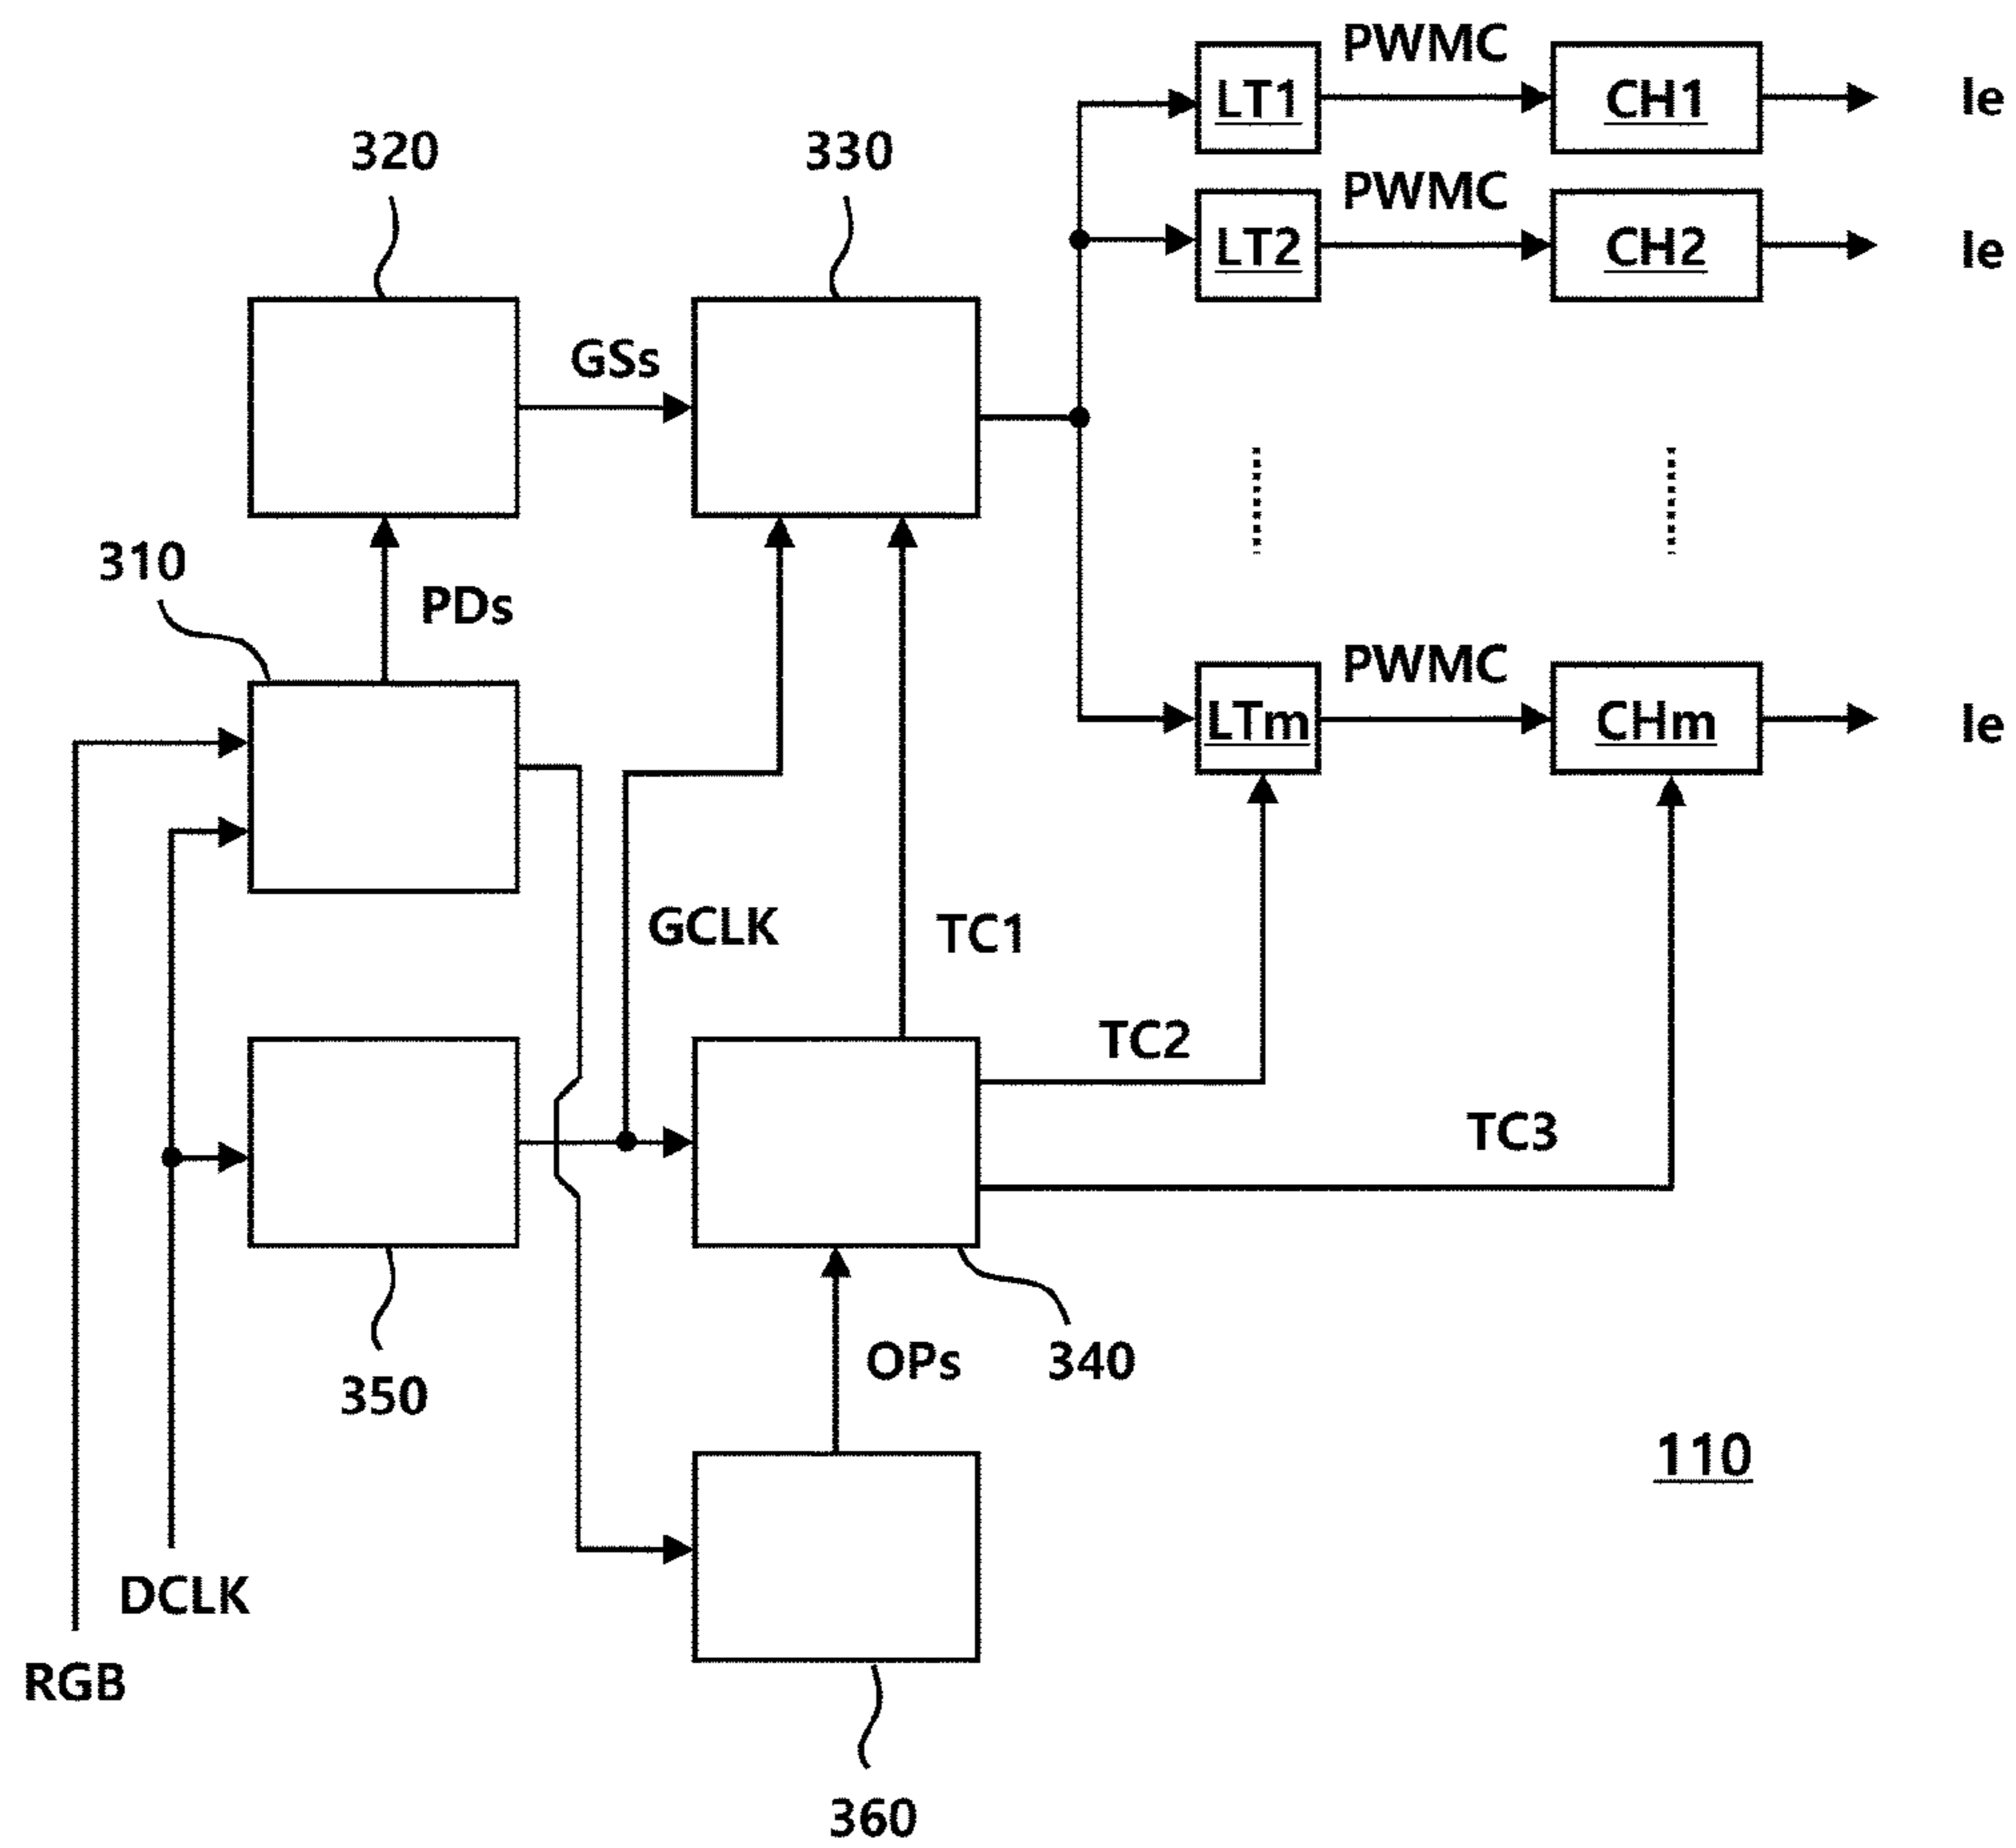 PWMC
LT1
CH1
Ie
320
330
PWMC
LT2
CH2
Ie
GSs
310
PDs
PWMC
LTm
CHm
Ie
GCLK
TC1
TC2
TC3
OPs
340
350
110
DCLK
RGB
360